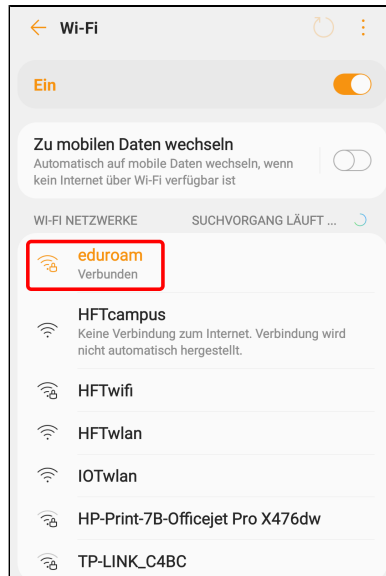 Wi-Fi
Ein
Zu mobilen Daten wechseln
Automatisch auf mobile Daten wechseln, wenn
kein Internet über Wi-Fi verfügbar ist
WI-FI NETZWERKE SUCHVORGANG LÄUFT ...
eduroam
Verbunden
HFTcampus
Keine Verbindung zum Internet. Verbindung wird
nicht automatisch hergestellt.
HFTwifi
HFTwlan
IOTwlan
HP-Print-7B-Officejet Pro X476dw
TP-LINK_C4BC